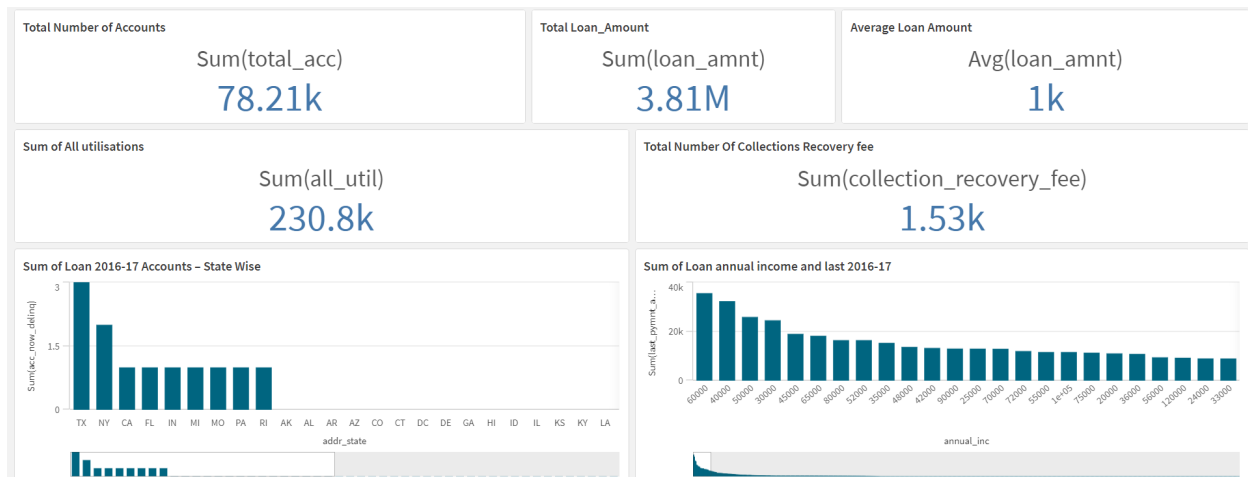 Total Number of Accounts
Sum(total_acc)
78.21k
Total Loan_Amount
Sum(loan_amnt)
3.81M
Average Loan Amount
Avg(loan_amnt)
1k
Sum of All utilisations
Sum(all_util)
230.8k
Total Number Of Collections Recovery fee
Sum(collection_recovery_fee)
1.53k
Sum of Loan 2016-17 Accounts – State Wise
Sum(acc_now_delinq)
3
1.5
0
TX NY CA FL IN MI MO PA RI AK AL AR AZ CO CT DC DE GA HI ID IL KS KY LA
addr_state
Sum of Loan annual income and last 2016-17
Sum(last_pymnt_a...
40k
20k
0
60000 40000 50000 30000 45000 65000 80000 52000 35000 48000 42000 90000 25000 70000 72000 55000 1e+05 75000 20000 36000 56000 120000 24000 33000
annual_inc